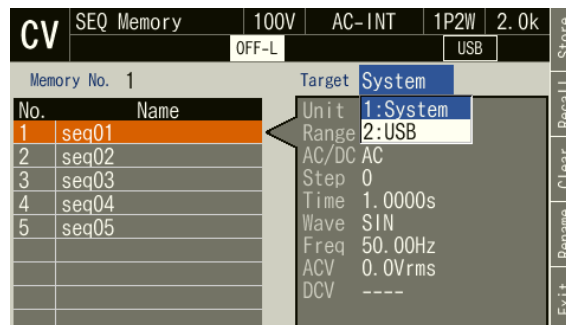 CV SEQ Memory 100V AC-INT 1P2W 2.0k
OFF-L USB
Memory No. 1 Target System
No. Name
1 seq01
2 seq02
3 seq03
4 seq04
5 seq05
1:System
2:USB
Unit
Range
AC/DC AC
Step 0
Time 1.0000s
Wave SIN
Freq 50.00Hz
ACV 0.0Vrms
DCV ----
Store
Recall
Clear
Rename
Exit